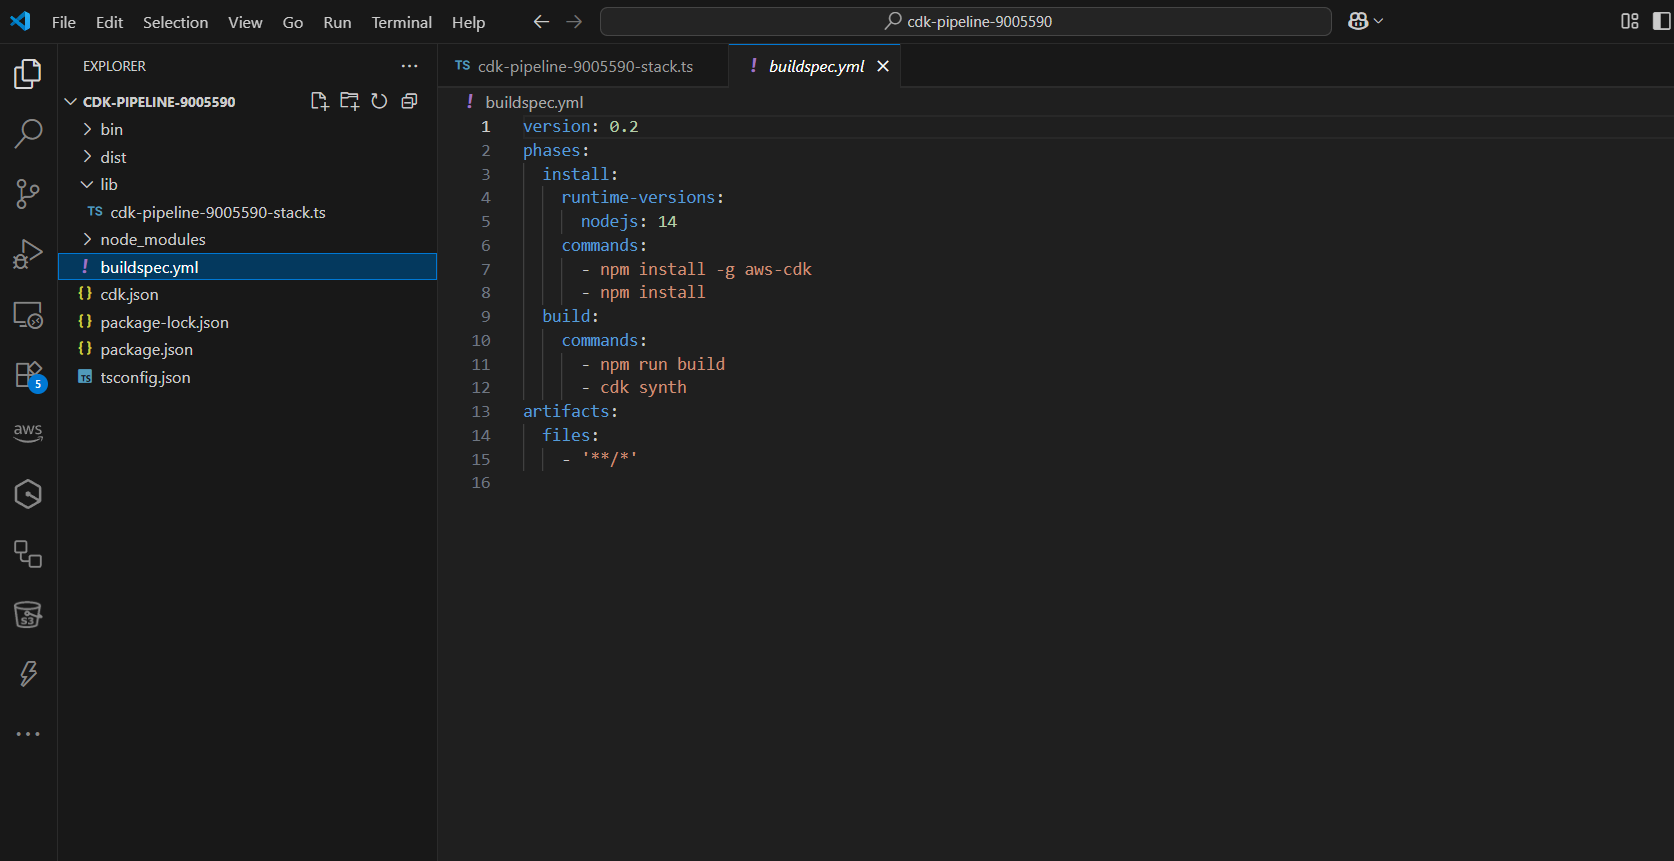 File Edit Selection View Go Run Terminal Help
cdk-pipeline-9005590
EXPLORER
CDK-PIPELINE-9005590
bin
dist
lib
TS cdk-pipeline-9005590-stack.ts
node_modules
! buildspec.yml
{} cdk.json
{} package-lock.json
{} package.json
TS tsconfig.json
5
aws
S3
TS cdk-pipeline-9005590-stack.ts
! buildspec.yml
! buildspec.yml
1 version: 0.2
2 phases:
3 install:
4 runtime-versions:
5 nodejs: 14
6 commands:
7 - npm install -g aws-cdk
8 - npm install
9 build:
10 commands:
11 - npm run build
12 - cdk synth
13 artifacts:
14 files:
15 - '**/*'
16